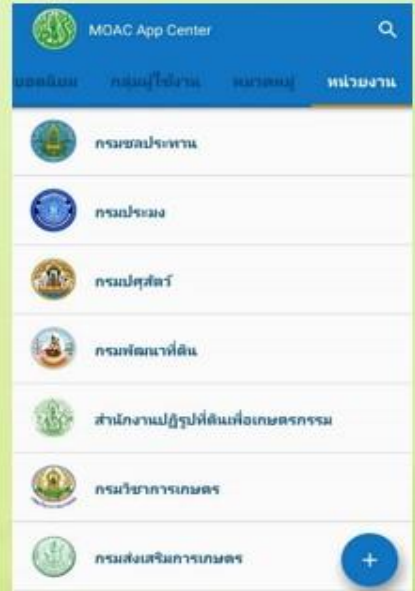 MOAC App Center
ยอดนิยม กลุ่มผู้ใช้งาน หมวดหมู่ หน่วยงาน
กรมชลประทาน
กรมประมง
กรมปศุสัตว์
กรมพัฒนาที่ดิน
สำนักงานปฏิรูปที่ดินเพื่อเกษตรกรรม
กรมวิชาการเกษตร
กรมส่งเสริมการเกษตร
+